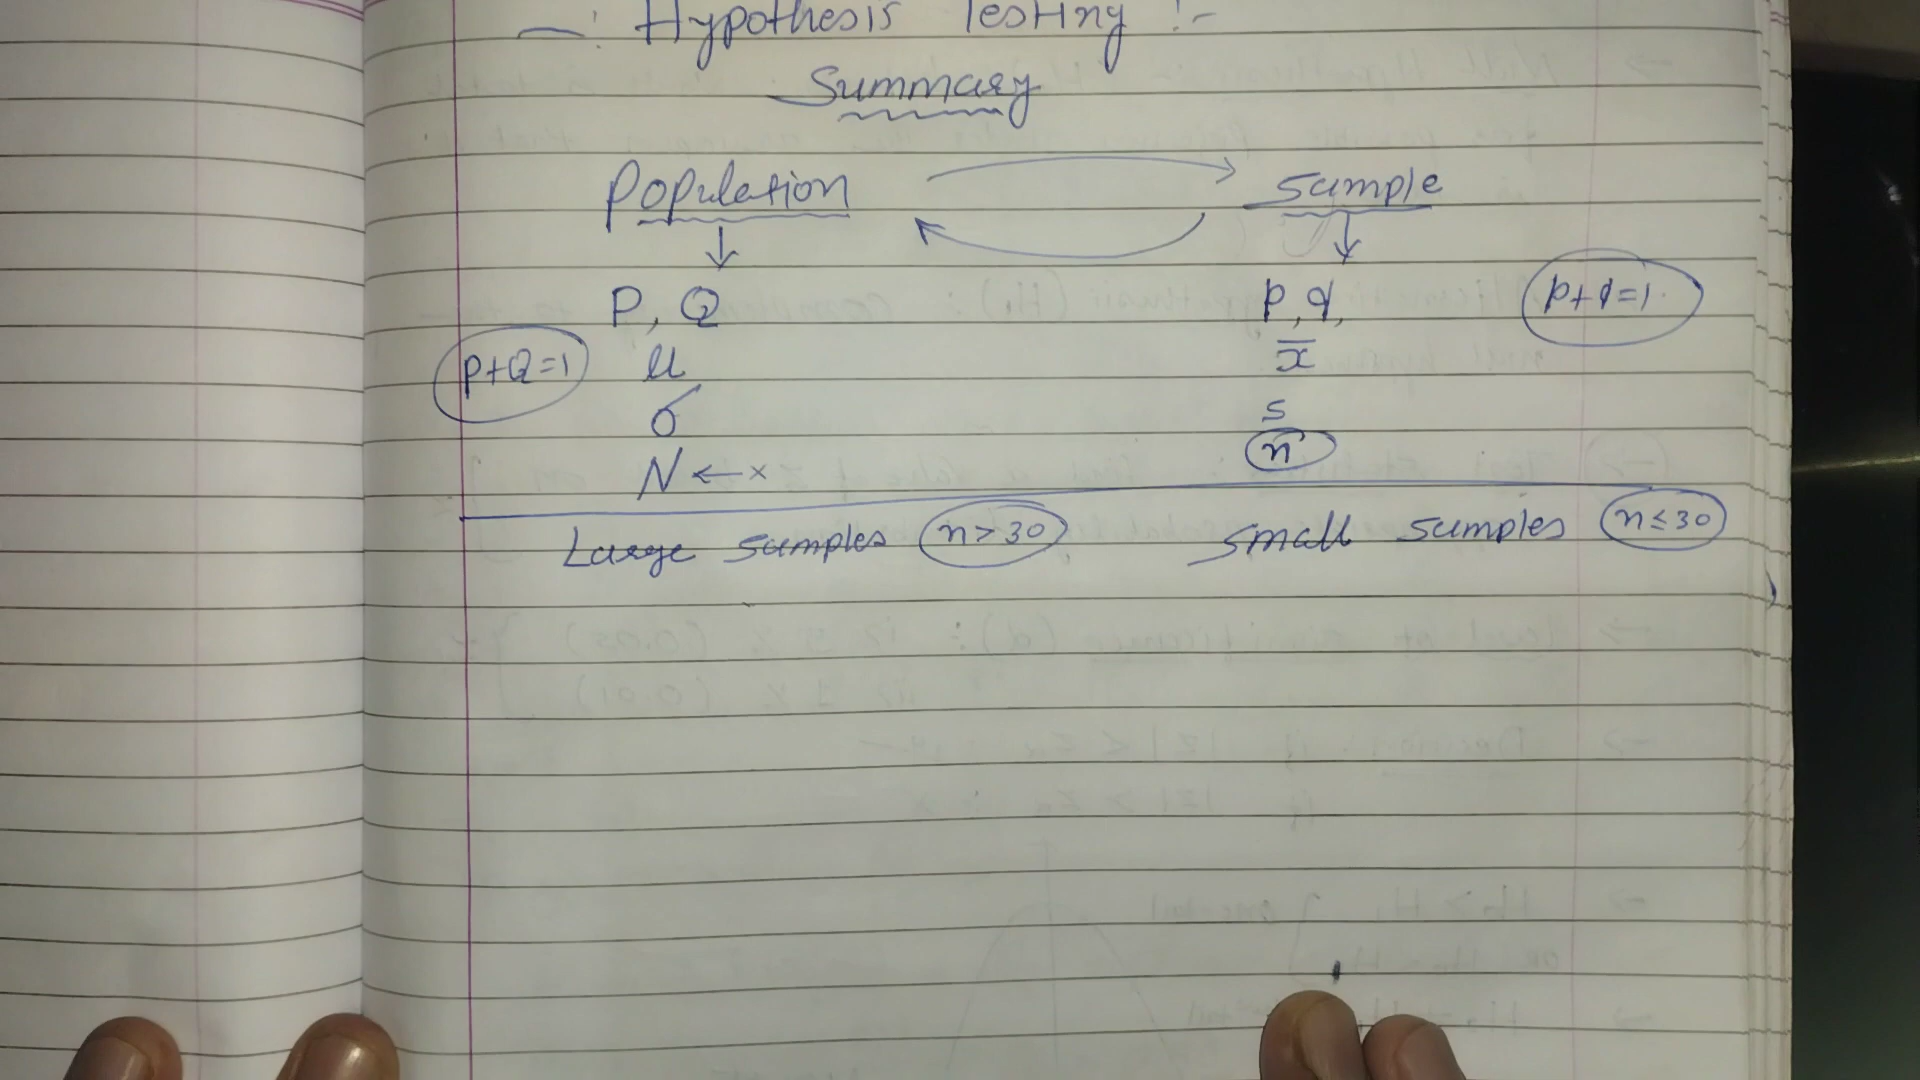 —: Hypothesis Testing :-
Summary
Population → Sample
P, Q p, q, p+q=1
P+Q=1 μ x̄
σ s
N ← × n
Large samples n>30 Small samples n≤30